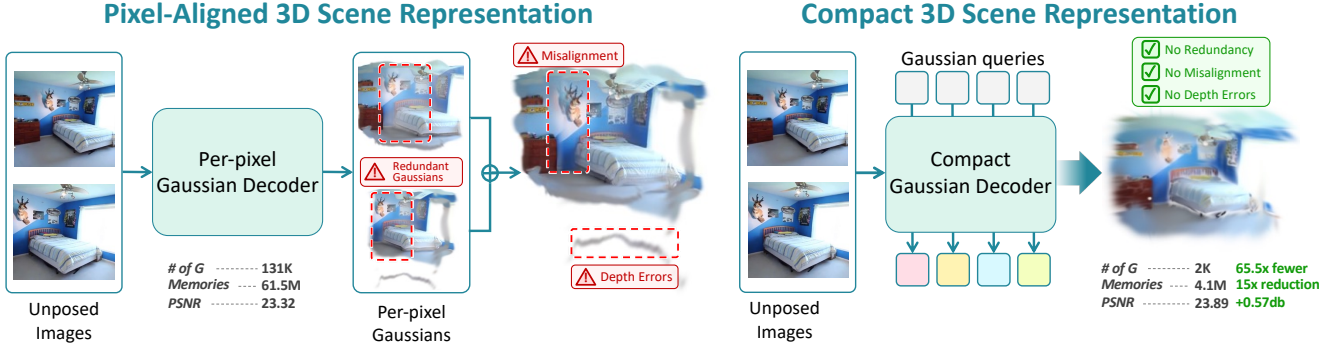 Pixel-Aligned 3D Scene Representation
Unposed
Images
Per-pixel
Gaussian Decoder
# of G -------- 131K
Memories ---- 61.5M
PSNR --------- 23.32
Redundant
Gaussians
Per-pixel
Gaussians
Misalignment
Depth Errors
Compact 3D Scene Representation
Unposed
Images
Gaussian queries
Compact
Gaussian Decoder
No Redundancy
No Misalignment
No Depth Errors
# of G -------- 2K 65.5x fewer
Memories ---- 4.1M 15x reduction
PSNR --------- 23.89 +0.57db